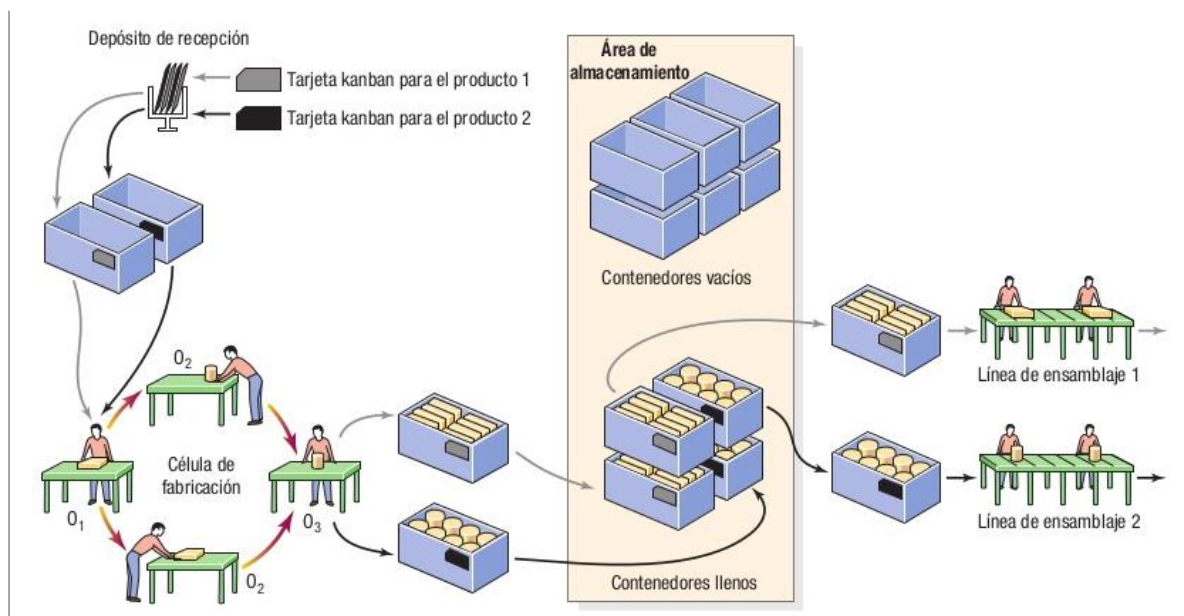 Depósito de recepción
Tarjeta kanban para el producto 1
Tarjeta kanban para el producto 2
Área de
almacenamiento
Contenedores vacíos
O₂
Célula de
fabricación
O₁
O₃
O₂
Línea de ensamblaje 1
Línea de ensamblaje 2
Contenedores llenos